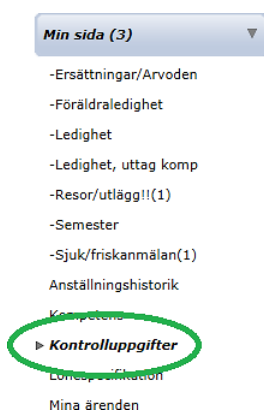 Min sida (3)
-Ersättningar/Arvoden
-Föräldraledighet
-Ledighet
-Ledighet, uttag komp
-Resor/utlägg!!(1)
-Semester
-Sjuk/friskanmälan(1)
Anställningshistorik
Kompetens
Kontrolluppgifter
Lönespecifikation
Mina ärenden